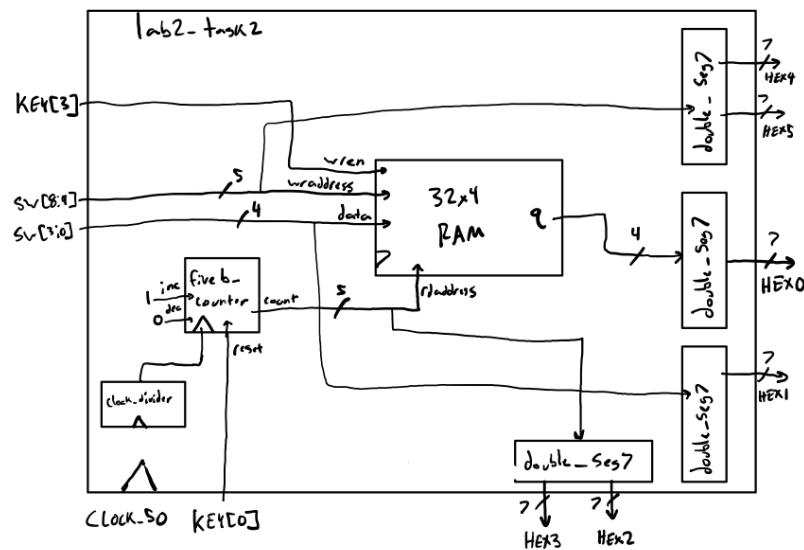 lab2_task2
KEY[3]
SW[8:4]
SW[3:0]
5
4
wren
wraddress
data
32x4
RAM
q
rdaddress
4
double_seg7
7
HEX4
7
HEX5
double_seg7
7
HEX0
double_seg7
7
HEX1
1
inc
0
dec
fiveb_
counter
count
5
reset
clock_divider
double_seg7
7
7
HEX3
HEX2
CLOCK_50
KEY[0]